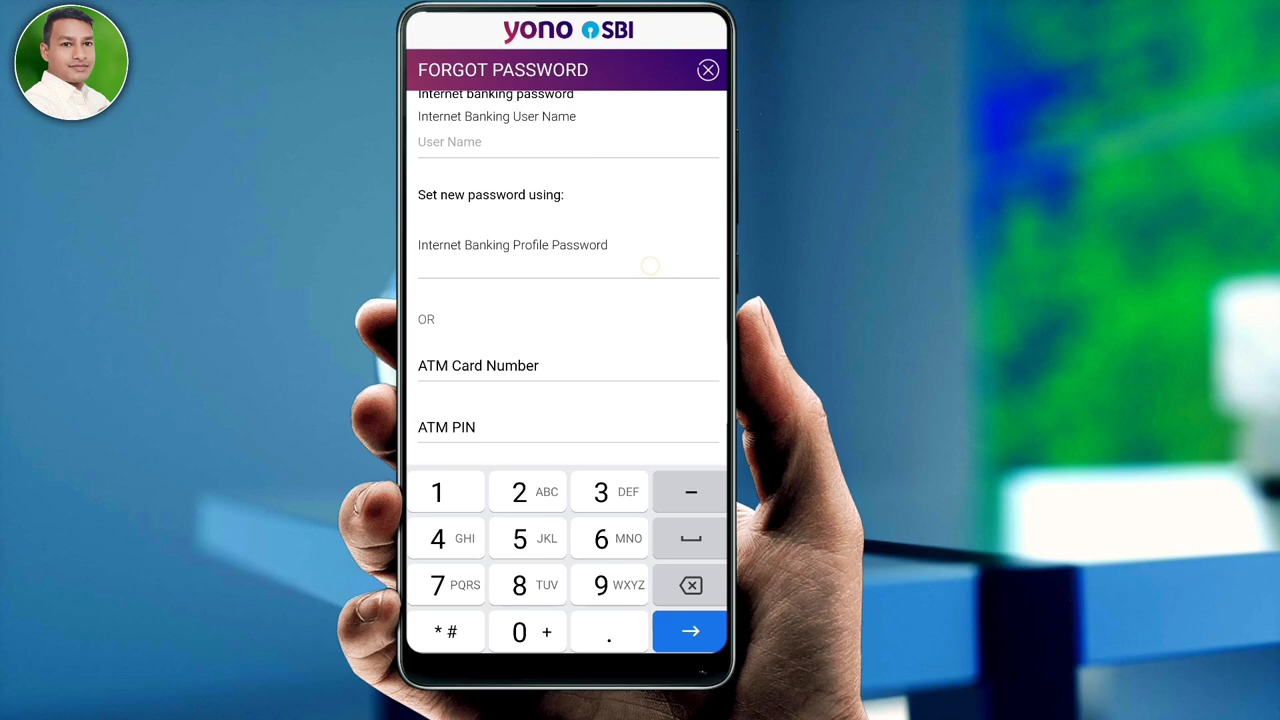 yono SBI
FORGOT PASSWORD
Internet banking password
Internet Banking User Name
User Name
Set new password using:
Internet Banking Profile Password
OR
ATM Card Number
ATM PIN
1 2 ABC 3 DEF -
4 GHI 5 JKL 6 MNO
7 PQRS 8 TUV 9 WXYZ
* # 0 + .